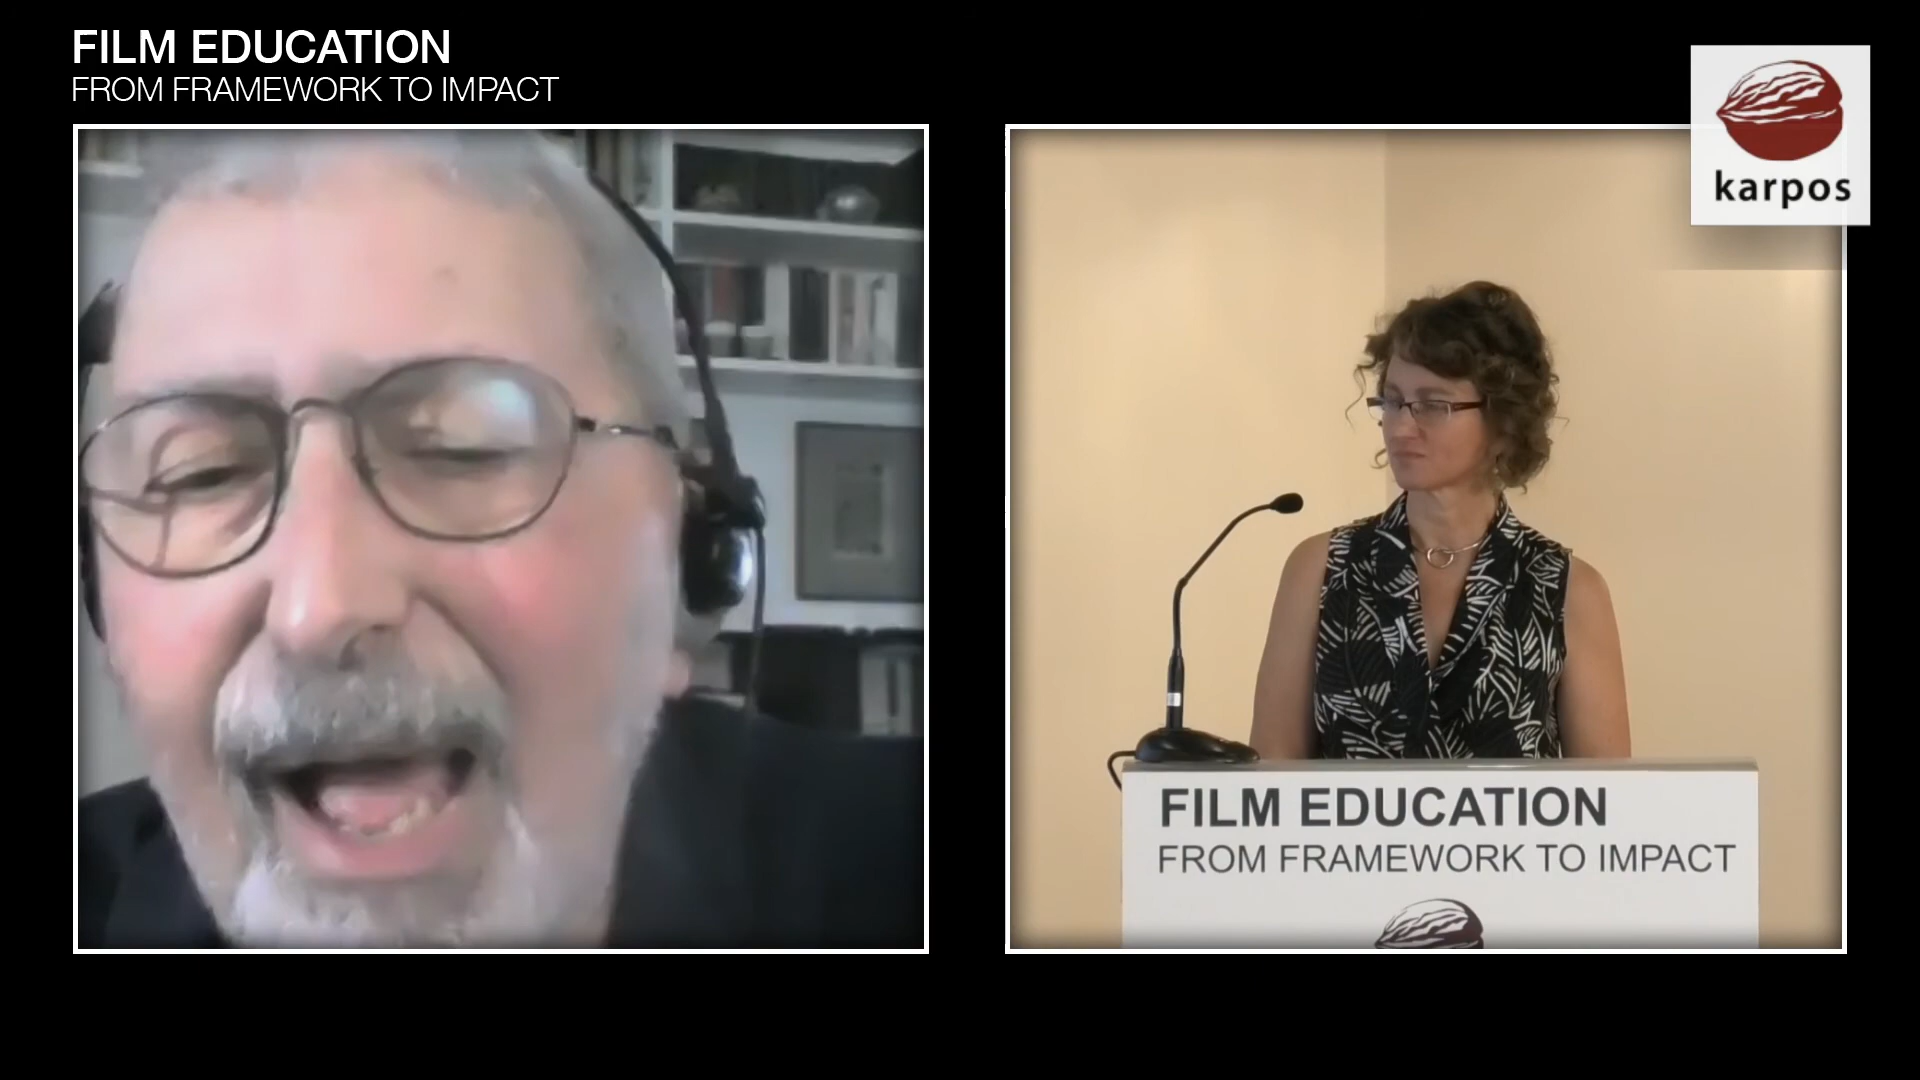 FILM EDUCATION
FROM FRAMEWORK TO IMPACT
karpos
FILM EDUCATION
FROM FRAMEWORK TO IMPACT